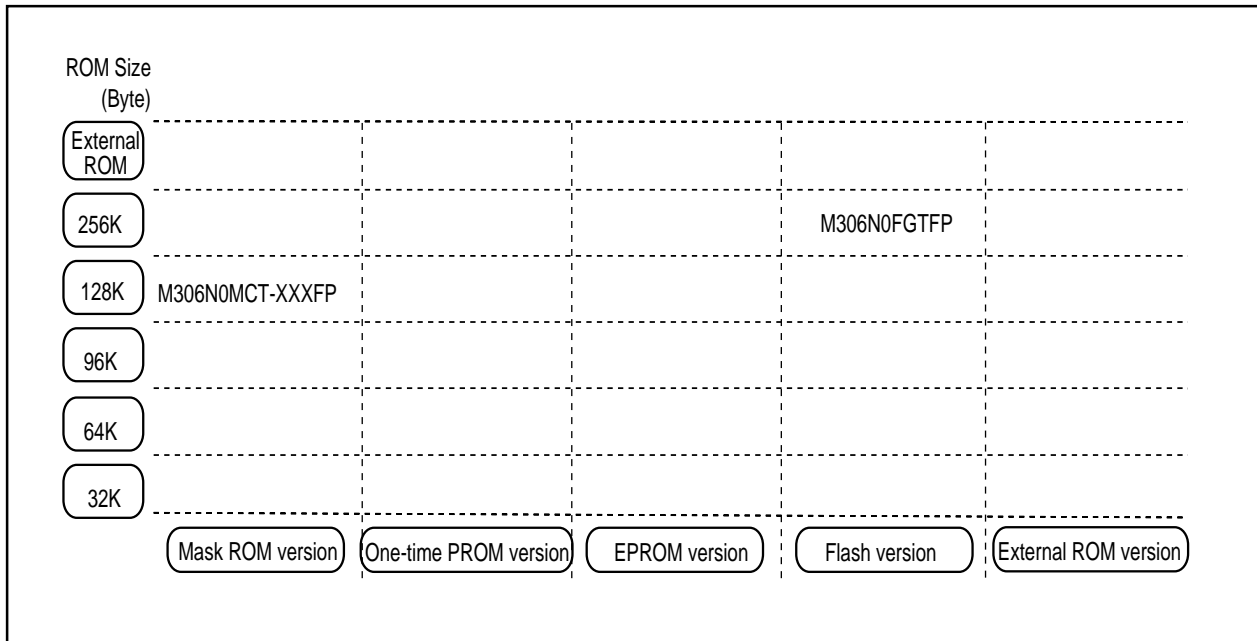 ROM Size
(Byte)
External
ROM
256K
M306N0FGTFP
128K
M306N0MCT-XXXFP
96K
64K
32K
Mask ROM version
One-time PROM version
EPROM version
Flash version
External ROM version